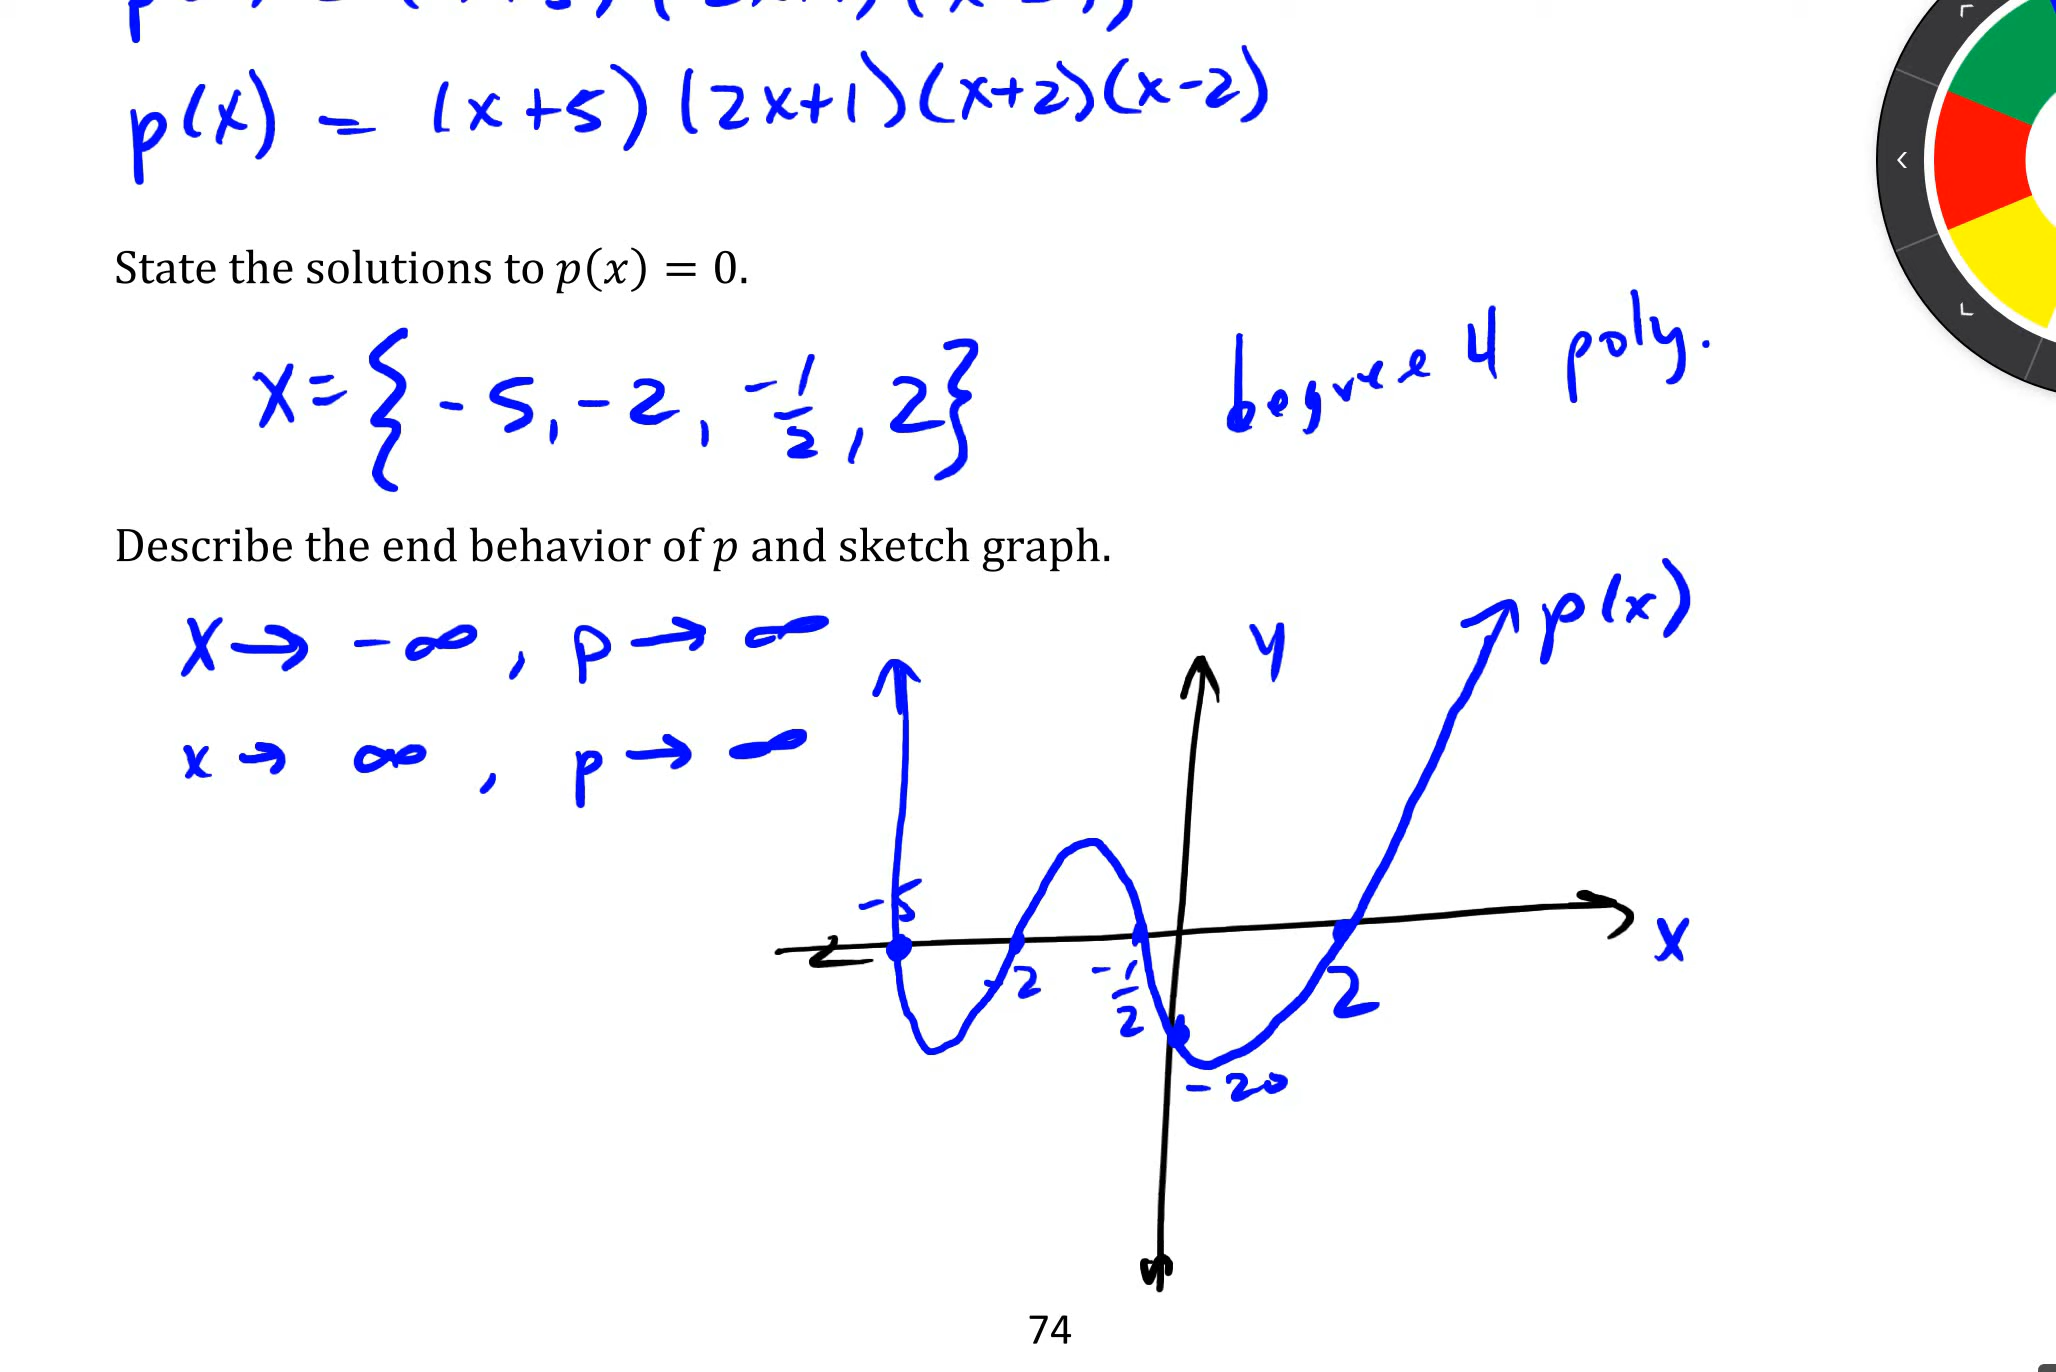 p(x) = (x+5)(2x+1)(x+2)(x-2)
State the solutions to p(x) = 0.
x = {-5, -2, -1/2, 2}
Degree 4 poly.
Describe the end behavior of p and sketch graph.
x → -∞, p → ∞
x → ∞, p → ∞
p(x)
y
-5
-2
-1/2
2
x
-20
74